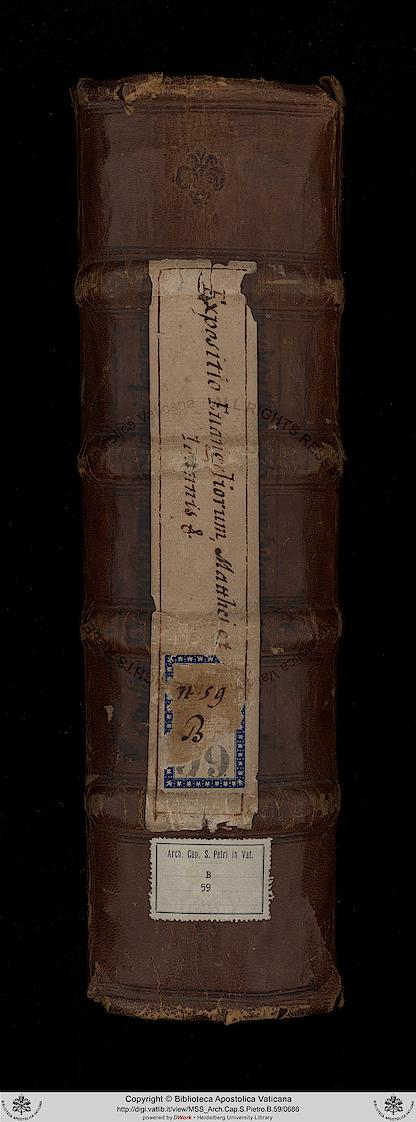 Expositio Euangeliorum, Matthei et
Ioannis &.
B
59
Arch. Cap. S. Petri in Vat.
B
59
Copyright © Biblioteca Apostolica Vaticana
http://digi.vatlib.it/view/MSS_Arch.Cap.S.Pietro.B.59/0686
powered by DWork • Heidelberg University Library